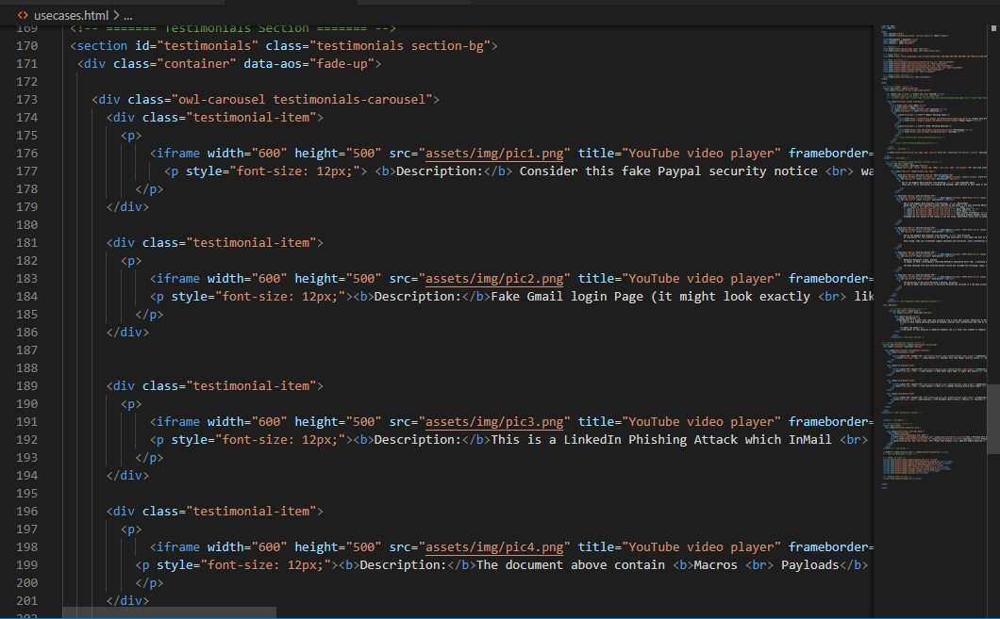 usecases.html > ...
169 <!-- ======= Testimonials Section ======= -->
170 <section id="testimonials" class="testimonials section-bg">
171 <div class="container" data-aos="fade-up">
172
173 <div class="owl-carousel testimonials-carousel">
174 <div class="testimonial-item">
175 <p>
176 <iframe width="600" height="500" src="assets/img/pic1.png" title="YouTube video player" frameborder=
177 <p style="font-size: 12px;"> <b>Description:</b> Consider this fake Paypal security notice <br> wa
178 </p>
179 </div>
180
181 <div class="testimonial-item">
182 <p>
183 <iframe width="600" height="500" src="assets/img/pic2.png" title="YouTube video player" frameborder=
184 <p style="font-size: 12px;"><b>Description:</b>Fake Gmail login Page (it might look exactly <br> lik
185 </p>
186 </div>
187
188
189 <div class="testimonial-item">
190 <p>
191 <iframe width="600" height="500" src="assets/img/pic3.png" title="YouTube video player" frameborder=
192 <p style="font-size: 12px;"><b>Description:</b>This is a LinkedIn Phishing Attack which InMail <br>
193 </p>
194 </div>
195
196 <div class="testimonial-item">
197 <p>
198 <iframe width="600" height="500" src="assets/img/pic4.png" title="YouTube video player" frameborder=
199 <p style="font-size: 12px;"><b>Description:</b>The document above contain <b>Macros <br> Payloads</b>
200 </p>
201 </div>